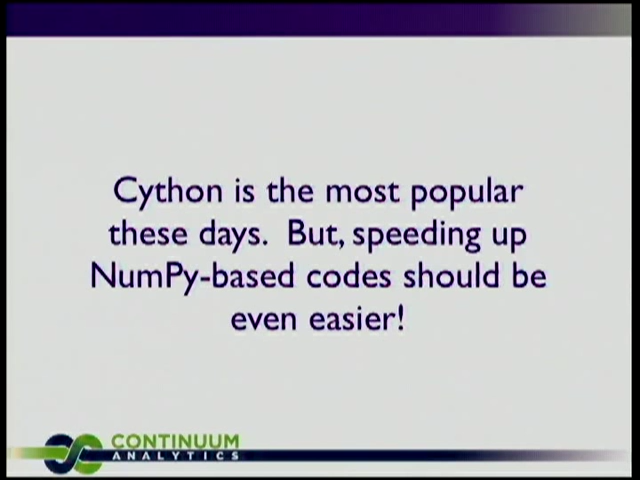 Cython is the most popular
these days.  But, speeding up
NumPy-based codes should be
even easier!
CONTINUUM
ANALYTICS